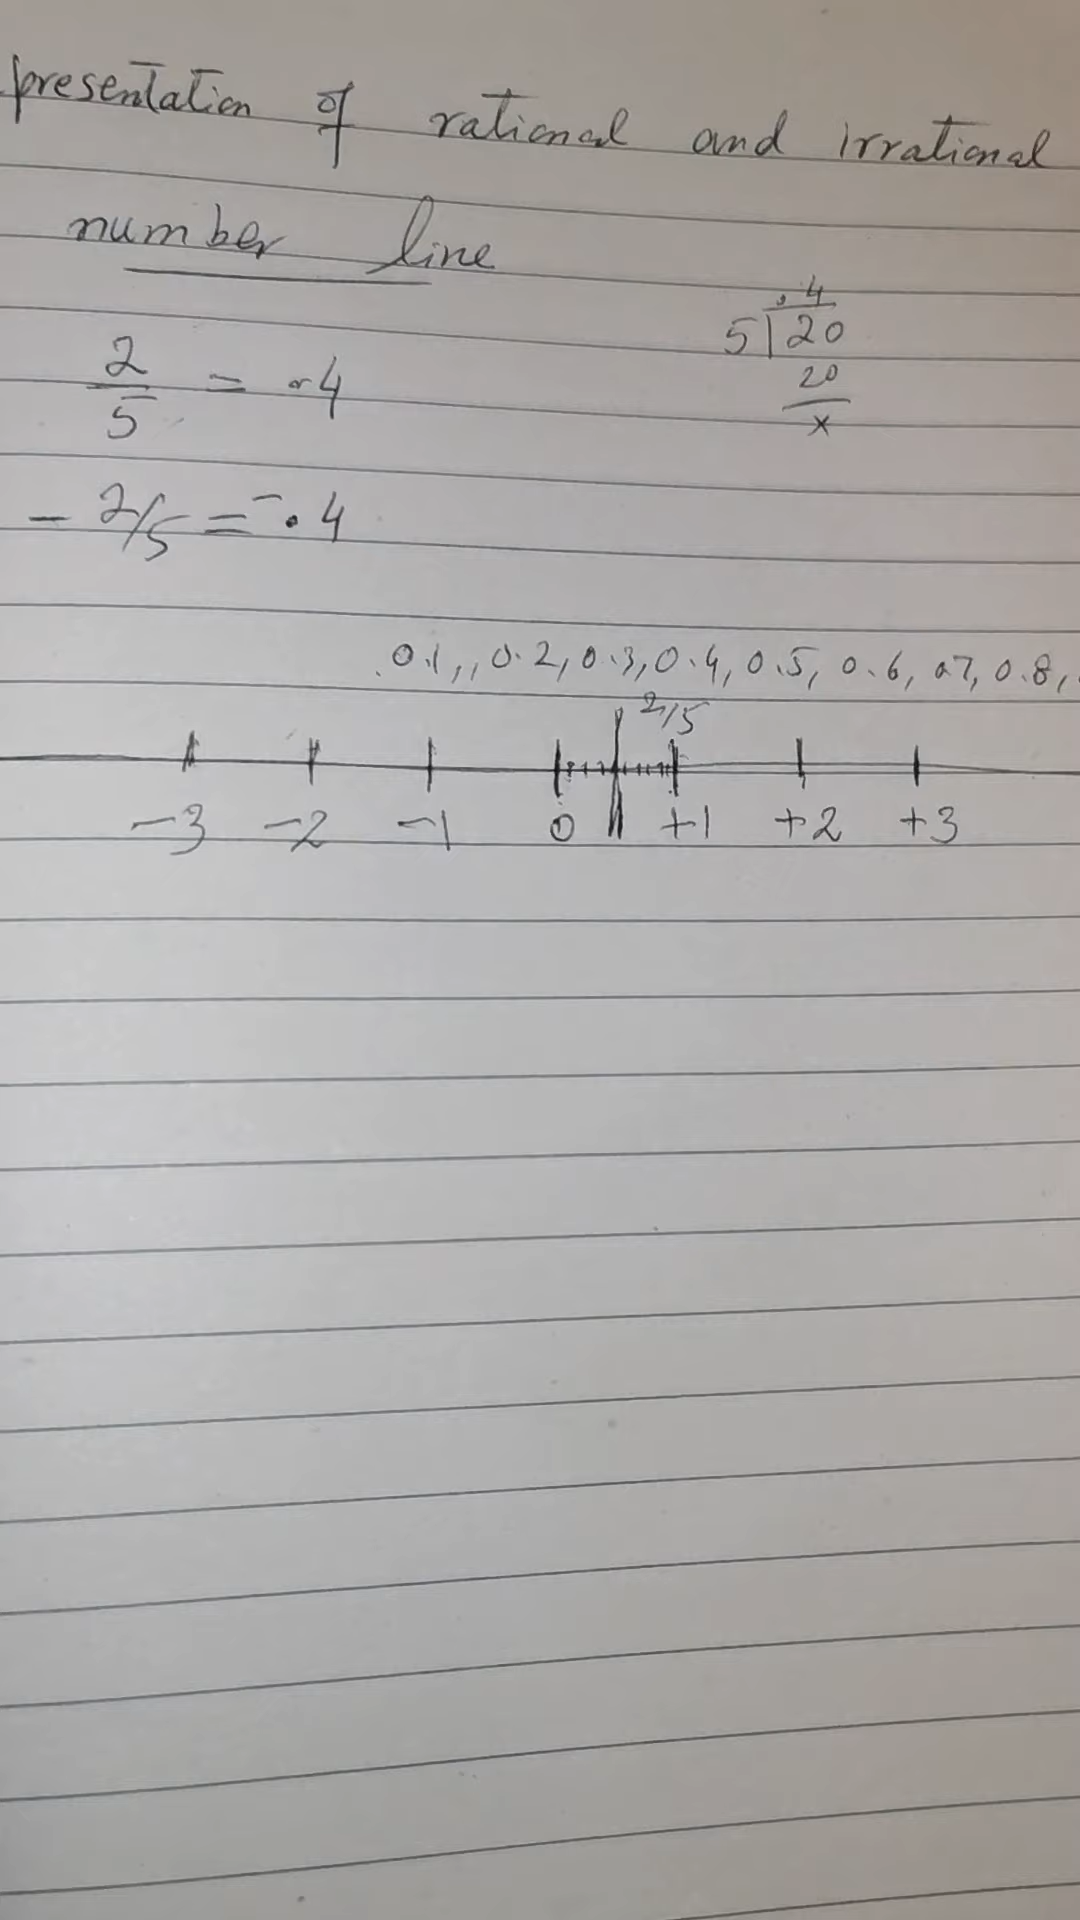 presentation of rational and irrational
number line
2/5 = .4
.4
5|20
20
x
- 2/5 = -.4
0.1,, 0.2, 0.3, 0.4, 0.5, 0.6, 0.7, 0.8,
2/5
-3 -2 -1 0 +1 +2 +3